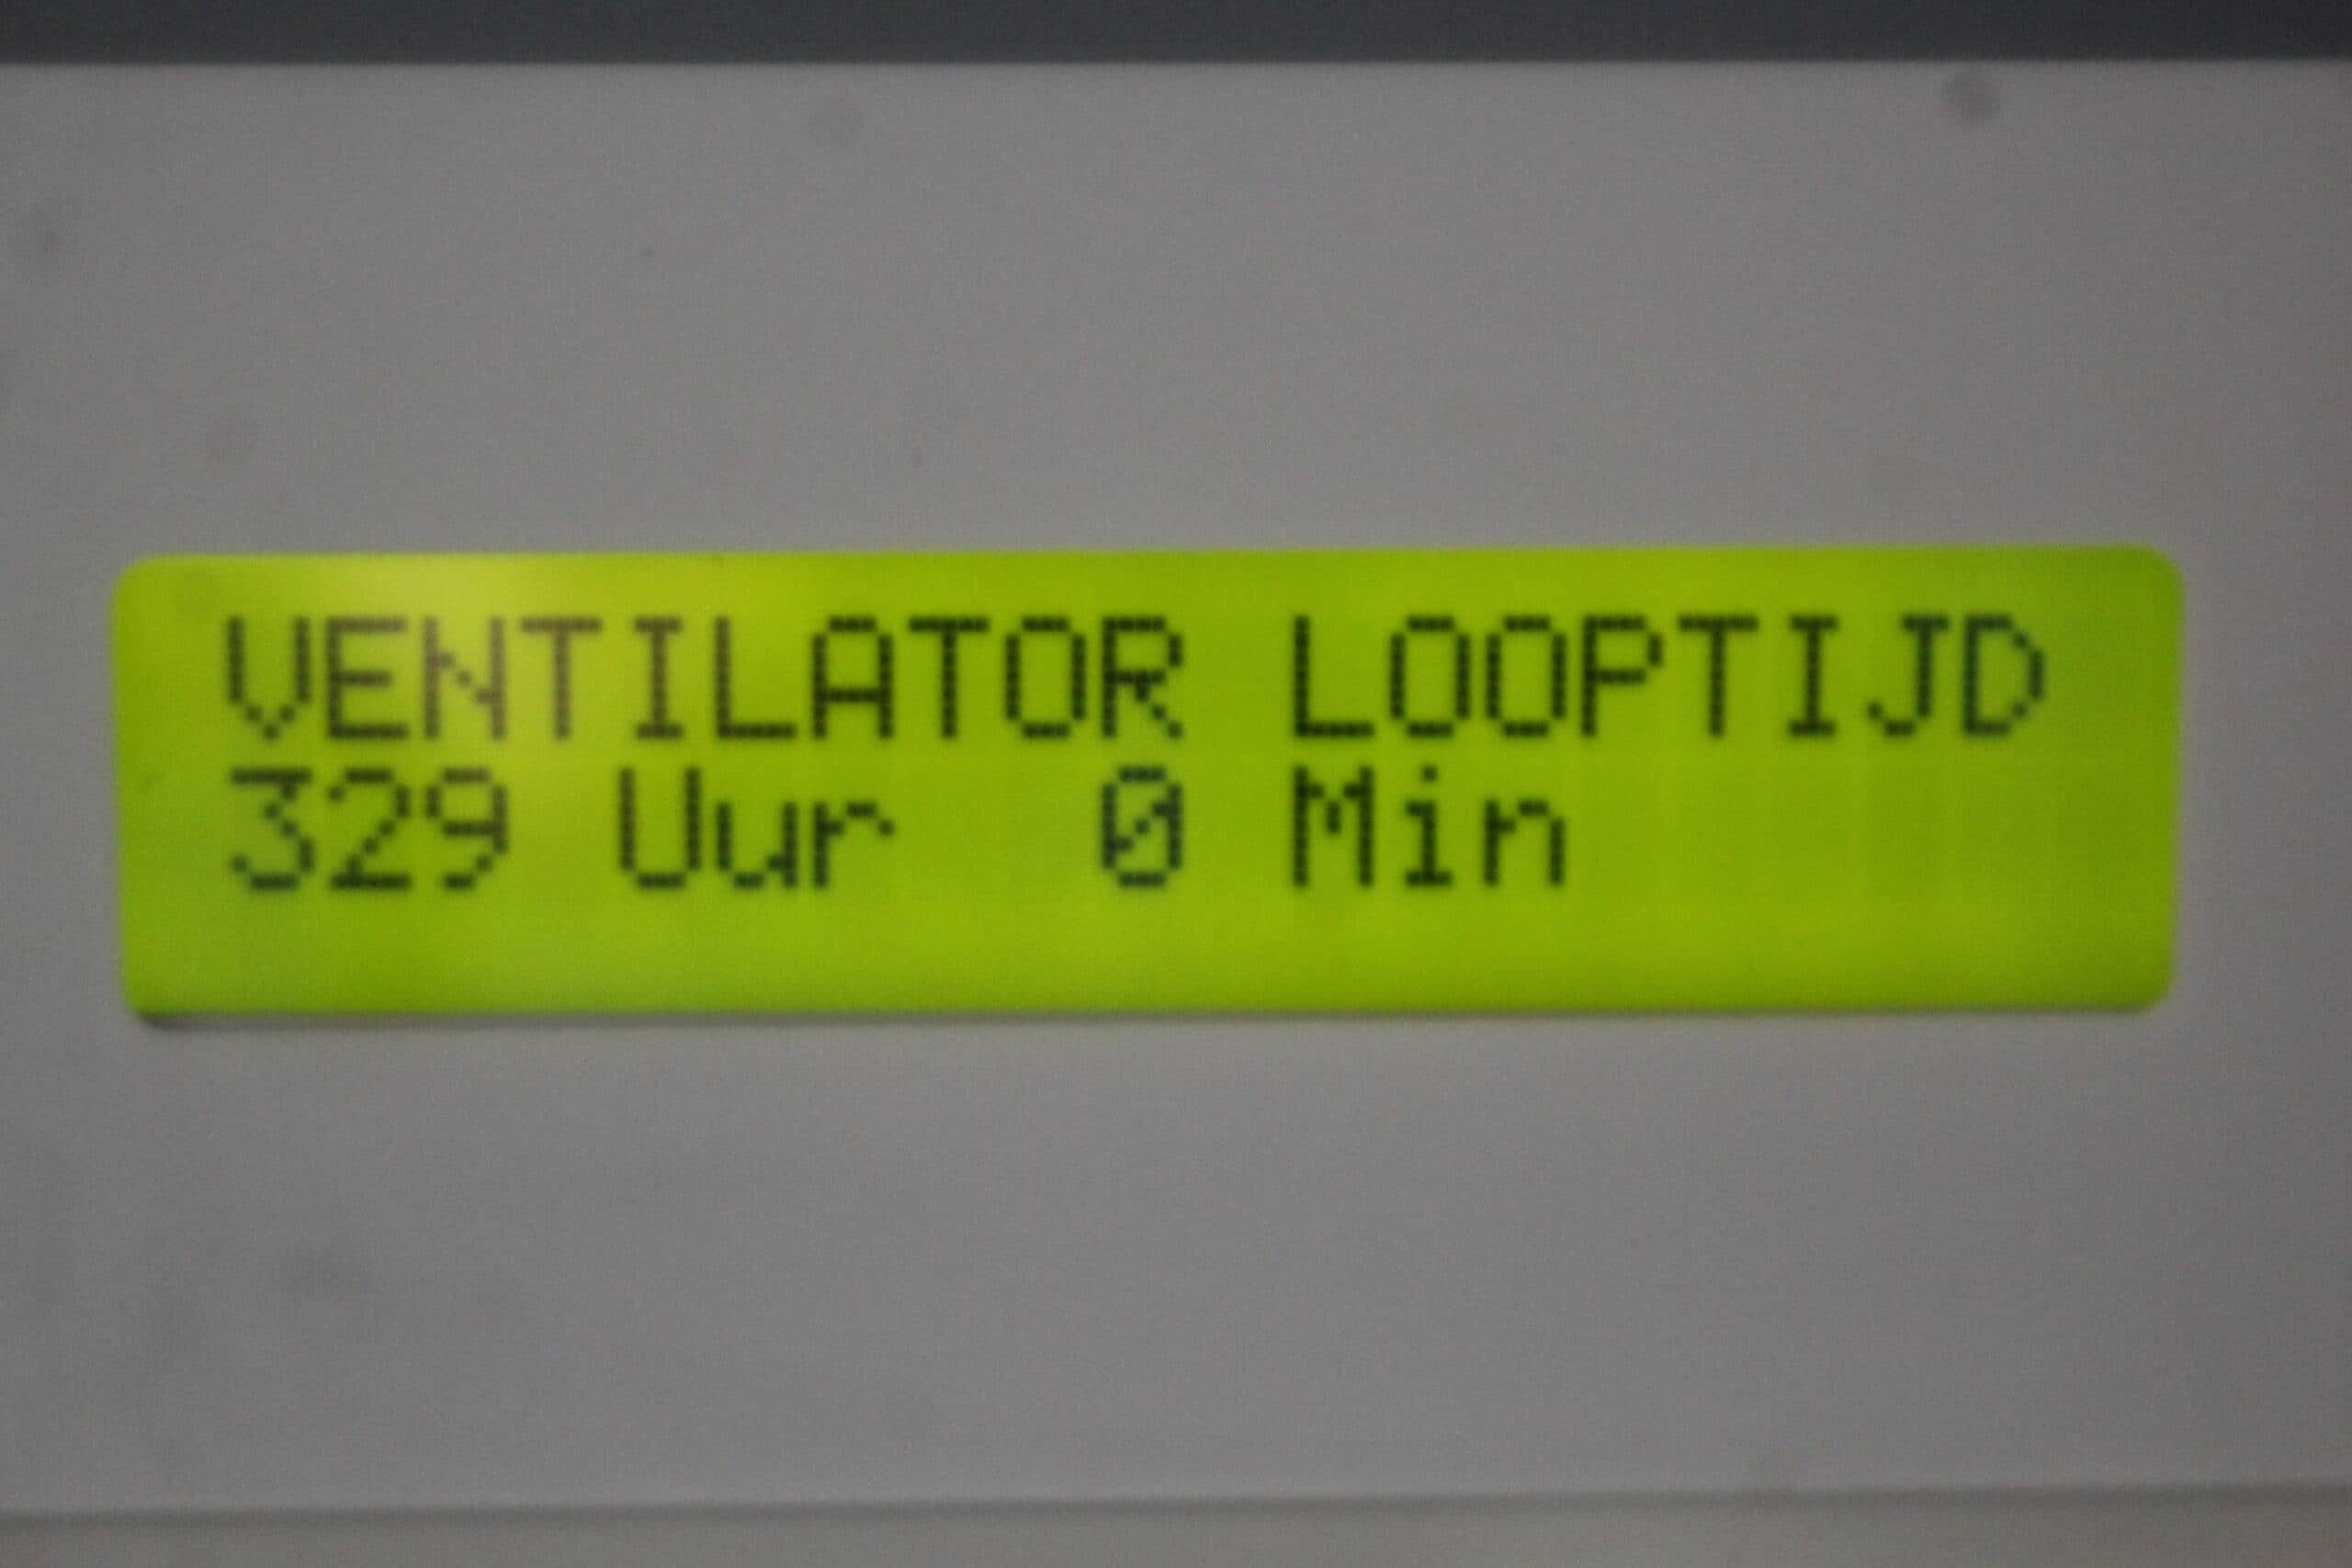 VENTILATOR LOOPTIJD
329 Uur  0 Min